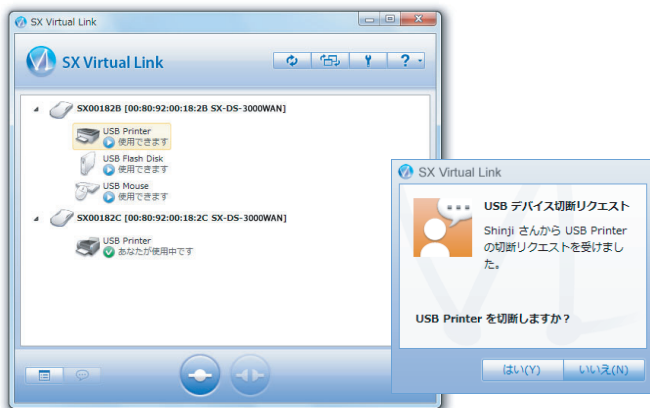 SX Virtual Link
SX Virtual Link
?
SX00182B [00:80:92:00:18:2B SX-DS-3000WAN]
USB Printer
使用できます
USB Flash Disk
使用できます
USB Mouse
使用できます
SX00182C [00:80:92:00:18:2C SX-DS-3000WAN]
USB Printer
あなたが使用中です
SX Virtual Link
USB デバイス切断リクエスト
Shinji さんから USB Printer
の切断リクエストを受けまし
た。
USB Printer を切断しますか？
はい(Y)
いいえ(N)